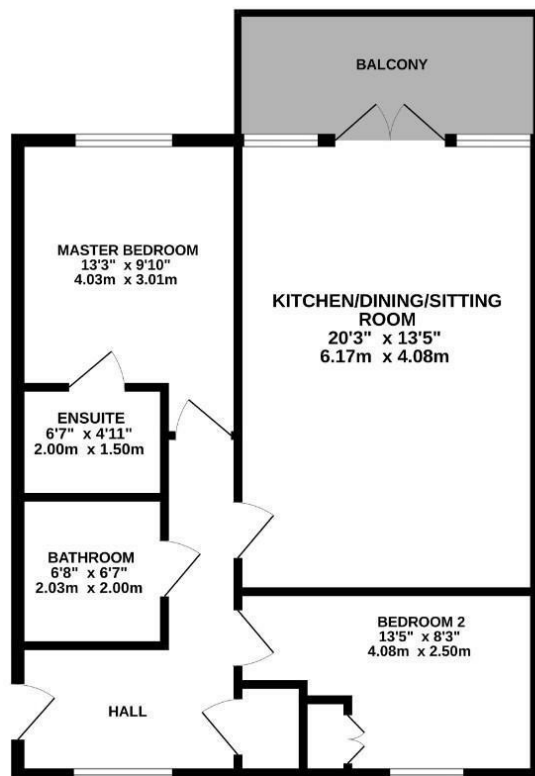 BALCONY
MASTER BEDROOM
13'3" x 9'10"
4.03m x 3.01m
KITCHEN/DINING/SITTING
ROOM
20'3" x 13'5"
6.17m x 4.08m
ENSUITE
6'7" x 4'11"
2.00m x 1.50m
BATHROOM
6'8" x 6'7"
2.03m x 2.00m
BEDROOM 2
13'5" x 8'3"
4.08m x 2.50m
HALL